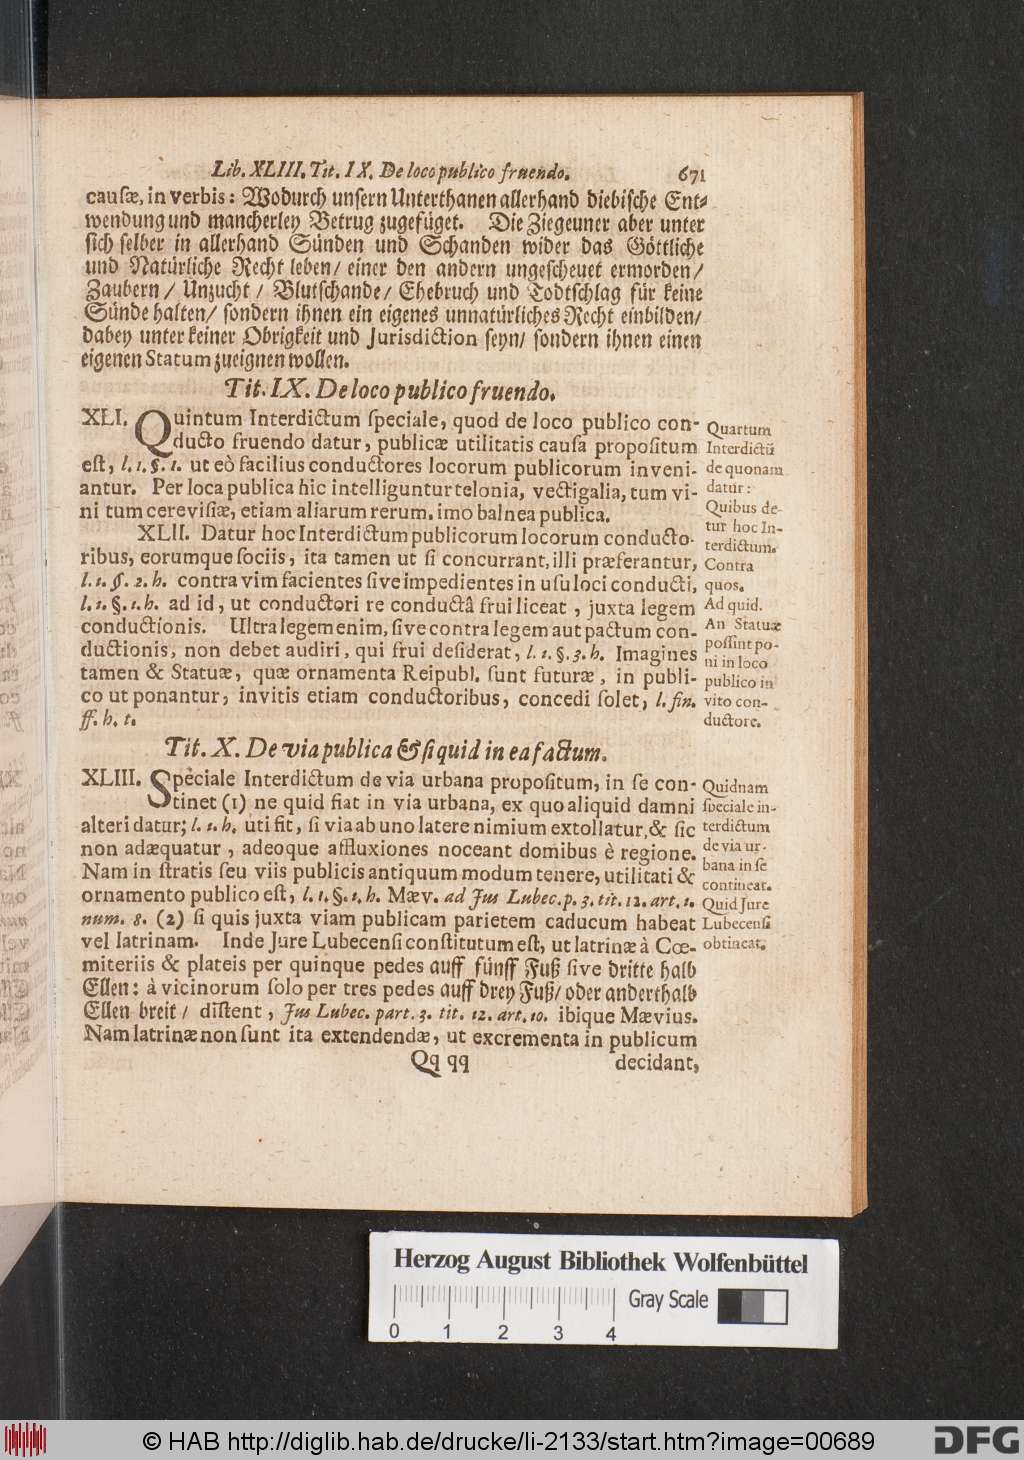 Lib. XLIII. Tit. IX. De loco publico fruendo. 671
causæ, in verbis: Wodurch unsern Unterthanen allerhand diebische Ent⸗
wendung und mancherley Betrug zugefüget. Die Ziegeuner aber unter
sich selber in allerhand Sünden und Schanden wider das Göttliche
und Natürliche Recht leben/ einer den andern ungescheuet ermorden/
Zaubern/ Unzucht/ Blutschande/ Ehebruch und Todtschlag für keine
Sünde halten/ sondern ihnen ein eigenes unnatürliches Recht einbilden/
dabey unter keiner Obrigkeit und Jurisdiction seyn/ sondern ihnen einen
eigenen Statum zueignen wollen.
Tit. IX. De loco publico fruendo.
XLI. Quintum Interdictum ſpeciale, quod de loco publico con-
ducto fruendo datur, publicæ utilitatis cauſa propoſitum
eſt, l. 1. §. 1. ut eò facilius conductores locorum publicorum inveni-
antur. Per loca publica hic intelliguntur telonia, vectigalia, tum vi-
ni tum cereviſiæ, etiam aliarum rerum, imo balnea publica.
XLII. Datur hoc Interdictum publicorum locorum conducto-
ribus, eorumque ſociis, ita tamen ut ſi concurrant, illi præferantur,
l. 1. §. 2. h. contra vim facientes ſive impedientes in uſu loci conducti,
l. 1. §. 1. h. ad id, ut conductori re conductâ frui liceat, juxta legem
conductionis. Ultra legem enim, ſive contra legem aut pactum con-
ductionis, non debet audiri, qui frui deſiderat, l. 1. §. 3. h. Imagines
tamen & Statuæ, quæ ornamenta Reipubl. ſunt futuræ, in publi-
co ut ponantur, invitis etiam conductoribus, concedi ſolet, l. fin.
ff. h. t.
Quartum
Interdictū
de quonam
datur:
Quibus de-
tur hoc In-
terdictum.
Contra
quos.
Ad quid.
An Statuæ
poſſint po-
ni in loco
publico in
vito con-
ductore.
Tit. X. De via publica & ſi quid in ea factum.
XLIII. Speciale Interdictum de via urbana propoſitum, in ſe con-
tinet (1) ne quid fiat in via urbana, ex quo aliquid damni
alteri datur; l. 1. h. uti fit, ſi via ab uno latere nimium extollatur, & ſic
non adæquatur, adeoque affluxiones noceant domibus è regione.
Nam in ſtratis ſeu viis publicis antiquum modum tenere, utilitati &
ornamento publico eſt, l. 1. §. 1. h. Mæv. ad Jus Lubec. p. 3. tit. 12. art. 1.
num. 8. (2) ſi quis juxta viam publicam parietem caducum habeat
vel latrinam. Inde Jure Lubecenſi conſtitutum eſt, ut latrinæ à Cœ-
miteriis & plateis per quinque pedes auff fünff Fuß ſive dritte halb
Ellen: à vicinorum ſolo per tres pedes auff drey Fuß/ oder anderthalb
Ellen breit/ diſtent, Jus Lubec. part. 3. tit. 12. art. 10. ibique Mævius.
Nam latrinæ non ſunt ita extendendæ, ut excrementa in publicum
Qq qq decidant,
Quidnam
ſpeciale in-
terdictum
de via ur-
bana in ſe
contineat.
Quid Jure
Lubecenſi
obtineat.
Herzog August Bibliothek Wolfenbüttel
Gray Scale
0 1 2 3 4
© HAB http://diglib.hab.de/drucke/li-2133/start.htm?image=00689
DFG